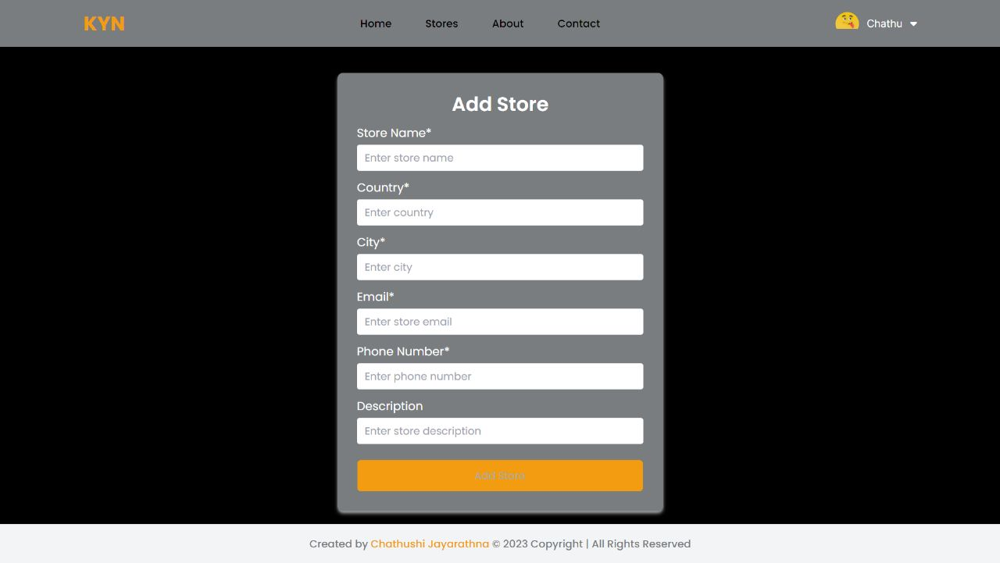 KYN
Home Stores About Contact
Chathu
Add Store
Store Name*
Enter store name
Country*
Enter country
City*
Enter city
Email*
Enter store email
Phone Number*
Enter phone number
Description
Enter store description
Add Store
Created by Chathushi Jayarathna © 2023 Copyright | All Rights Reserved